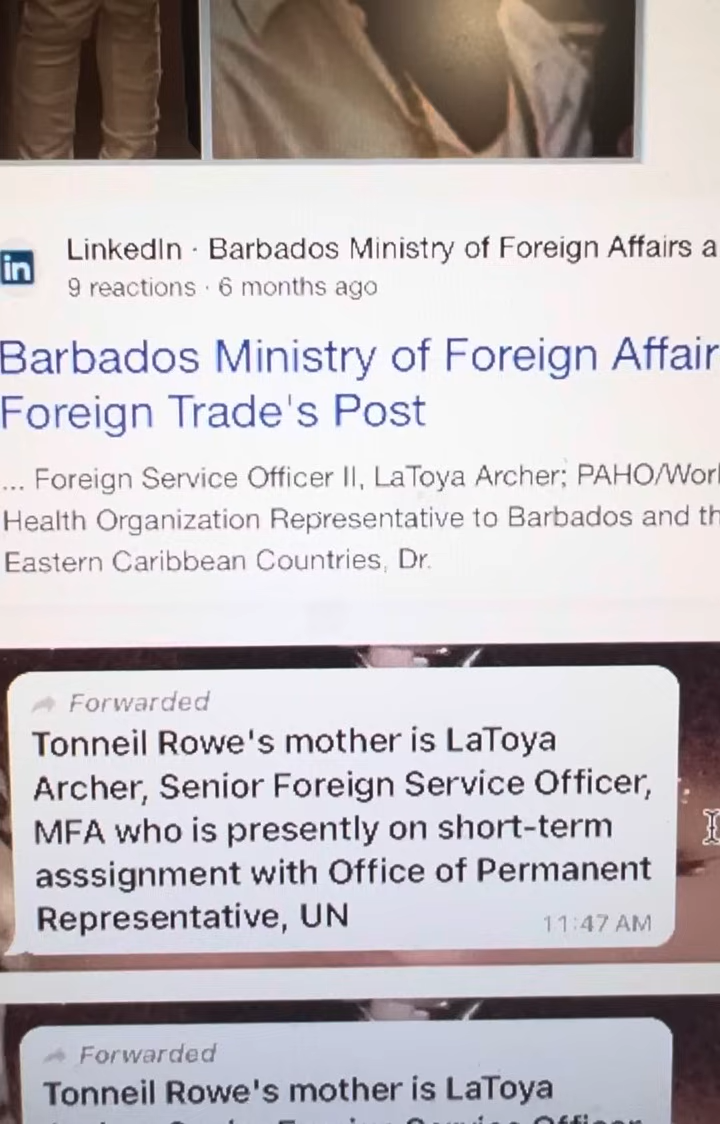 in
LinkedIn · Barbados Ministry of Foreign Affairs a
9 reactions · 6 months ago
Barbados Ministry of Foreign Affair
Foreign Trade's Post
... Foreign Service Officer II, LaToya Archer; PAHO/Worl
Health Organization Representative to Barbados and th
Eastern Caribbean Countries, Dr.
Forwarded
Tonneil Rowe's mother is LaToya
Archer, Senior Foreign Service Officer,
MFA who is presently on short-term
asssignment with Office of Permanent
Representative, UN
11:47 AM
Forwarded
Tonneil Rowe's mother is LaToya